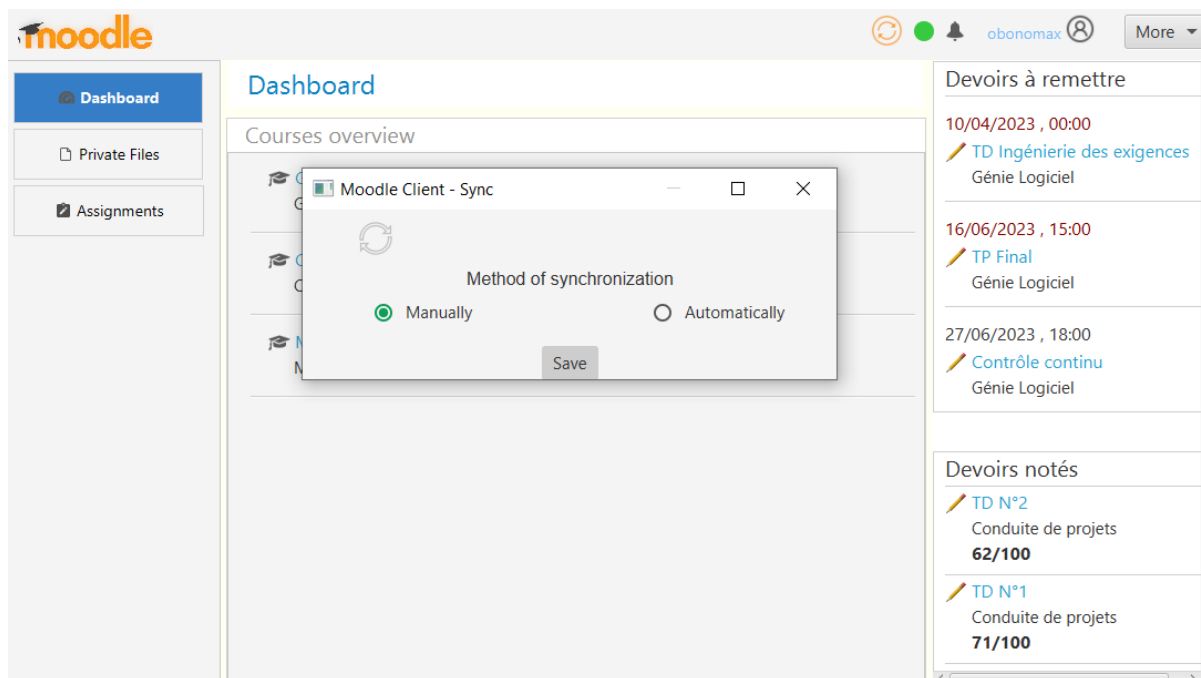 moodle
obonomax
More
Dashboard
Private Files
Assignments
Dashboard
Courses overview
Moodle Client - Sync
Method of synchronization
Manually
Automatically
Save
Devoirs à remettre
10/04/2023 , 00:00
TD Ingénierie des exigences
Génie Logiciel
16/06/2023 , 15:00
TP Final
Génie Logiciel
27/06/2023 , 18:00
Contrôle continu
Génie Logiciel
Devoirs notés
TD N°2
Conduite de projets
62/100
TD N°1
Conduite de projets
71/100